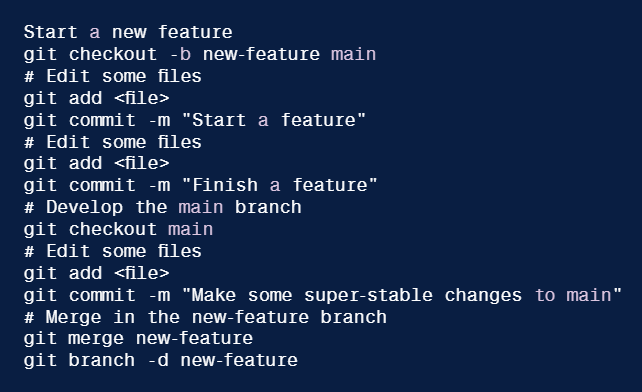 Start a new feature
git checkout -b new-feature main
# Edit some files
git add <file>
git commit -m "Start a feature"
# Edit some files
git add <file>
git commit -m "Finish a feature"
# Develop the main branch
git checkout main
# Edit some files
git add <file>
git commit -m "Make some super-stable changes to main"
# Merge in the new-feature branch
git merge new-feature
git branch -d new-feature